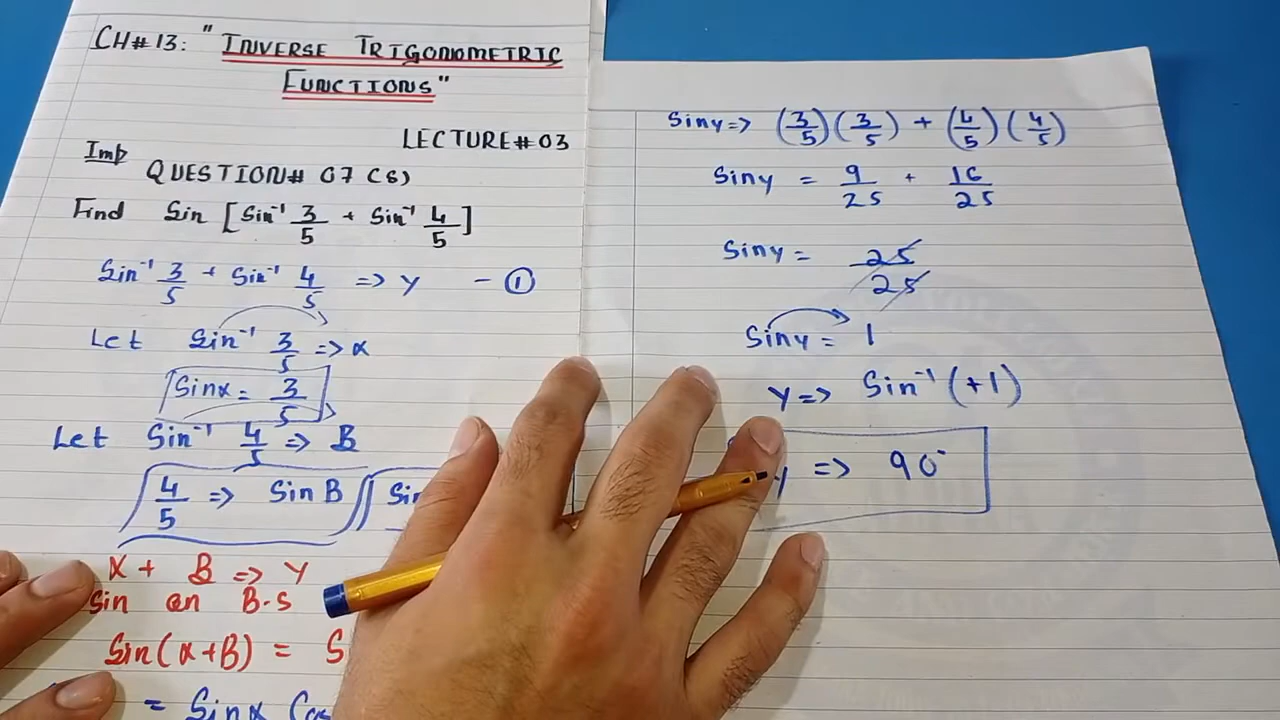 CH# 13: "INVERSE TRIGONOMETRIC
FUNCTIONS"
LECTURE# 03
Imp
QUESTION# 07 (6)
Find Sin [Sin⁻¹ 3/5 + Sin⁻¹ 4/5]
Sin⁻¹ 3/5 + Sin⁻¹ 4/5 => y - ①
Let Sin⁻¹ 3/5 => α
Sinα = 3/5
Let Sin⁻¹ 4/5 => B
4/5 => Sin B
α + B => y
Sin on B.S
Sin(α+B) = S
= Sinα Cos
Siny => (3/5)(3/5) + (4/5)(4/5)
Siny = 9/25 + 16/25
Siny = 25/25
Siny = 1
y => Sin⁻¹(+1)
y => 90°